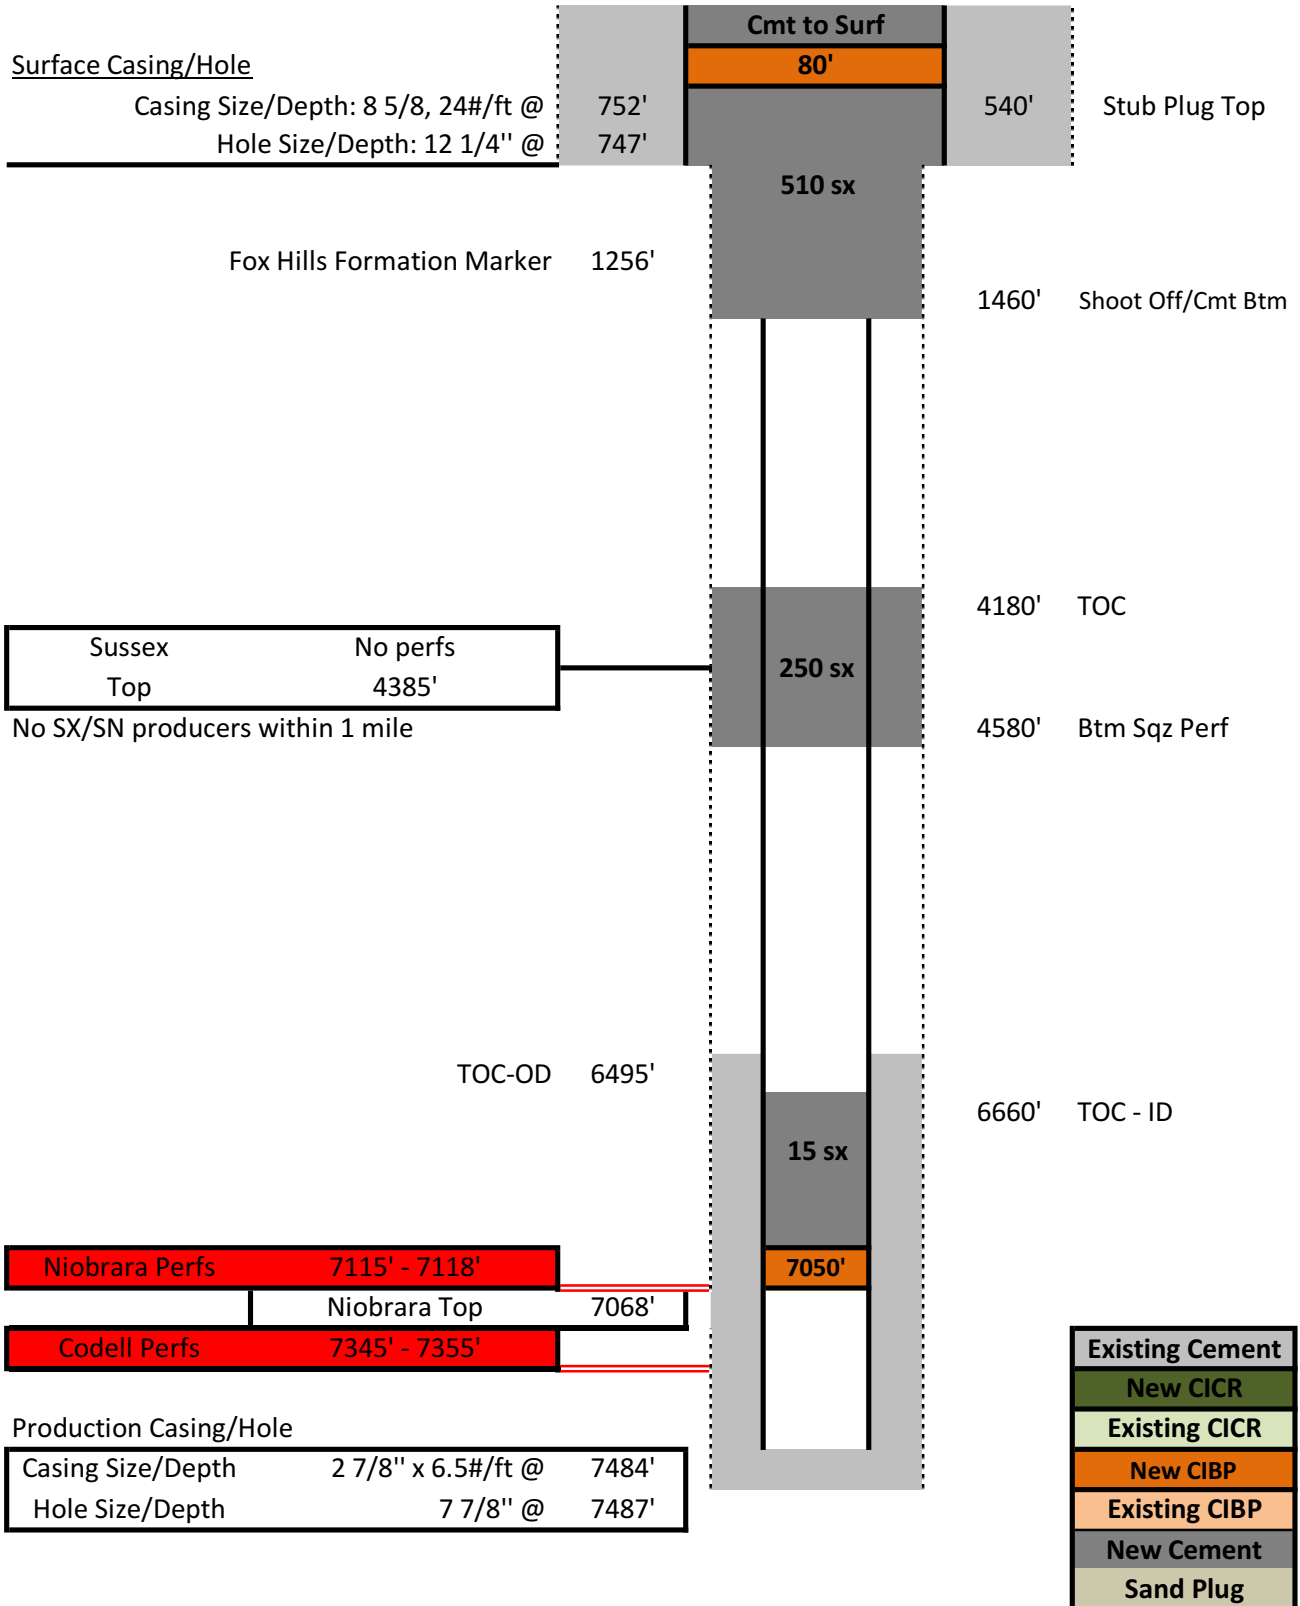 Cmt to Surf
Surface Casing/Hole 80'
Casing Size/Depth: 8 5/8, 24#/ft @ 752' 540' Stub Plug Top
Hole Size/Depth: 12 1/4'' @ 747'
510 sx
Fox Hills Formation Marker 1256'
1460' Shoot Off/Cmt Btm
4180' TOC
Sussex No perfs
250 sx
Top 4385'
No SX/SN producers within 1 mile 4580' Btm Sqz Perf
TOC-OD 6495'
6660' TOC - ID
15 sx
Niobrara Perfs 7115' - 7118' 7050'
Niobrara Top 7068'
Codell Perfs 7345' - 7355'
Existing Cement
New CICR
Existing CICR
New CIBP
Existing CIBP
New Cement
Sand Plug
Production Casing/Hole
Casing Size/Depth 2 7/8'' x 6.5#/ft @ 7484'
Hole Size/Depth 7 7/8'' @ 7487'